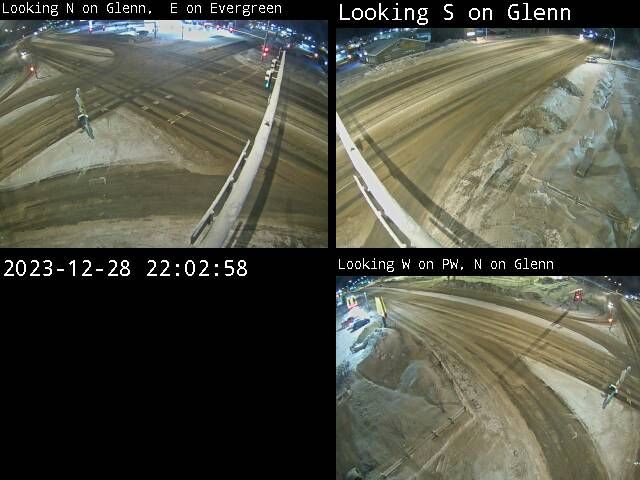 Looking N on Glenn,  E on Evergreen
Looking S on Glenn
2023-12-28 22:02:58
Looking W on PW, N on Glenn